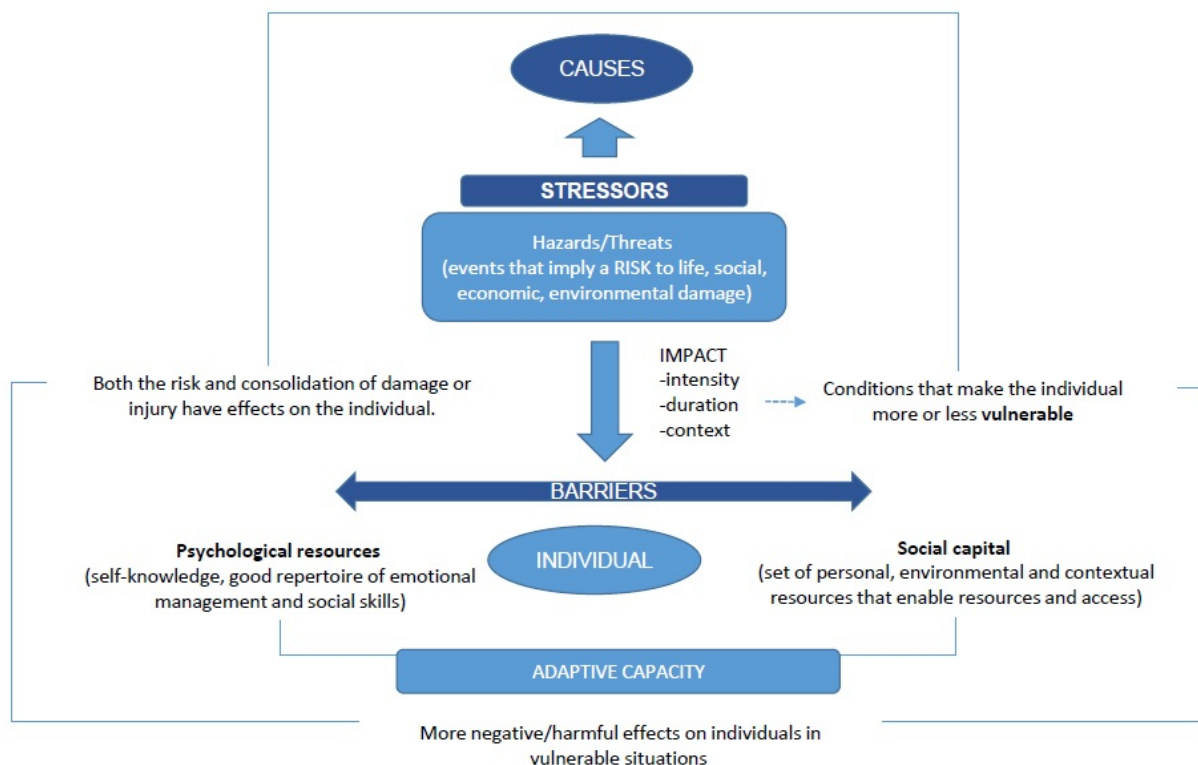 CAUSES
STRESSORS
Hazards/Threats
(events that imply a RISK to life, social,
economic, environmental damage)
IMPACT
-intensity
-duration
-context
Both the risk and consolidation of damage or
injury have effects on the individual.
Conditions that make the individual
more or less vulnerable
BARRIERS
INDIVIDUAL
Psychological resources
(self-knowledge, good repertoire of emotional
management and social skills)
Social capital
(set of personal, environmental and contextual
resources that enable resources and access)
ADAPTIVE CAPACITY
More negative/harmful effects on individuals in
vulnerable situations